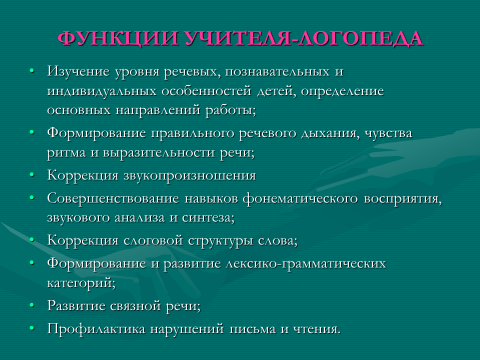 ФУНКЦИИ УЧИТЕЛЯ-ЛОГОПЕДА
• Изучение уровня речевых, познавательных и
индивидуальных особенностей детей, определение
основных направлений работы;
• Формирование правильного речевого дыхания, чувства
ритма и выразительности речи;
• Коррекция звукопроизношения
• Совершенствование навыков фонематического восприятия,
звукового анализа и синтеза;
• Коррекция слоговой структуры слова;
• Формирование и развитие лексико-грамматических
категорий;
• Развитие связной речи;
• Профилактика нарушений письма и чтения.